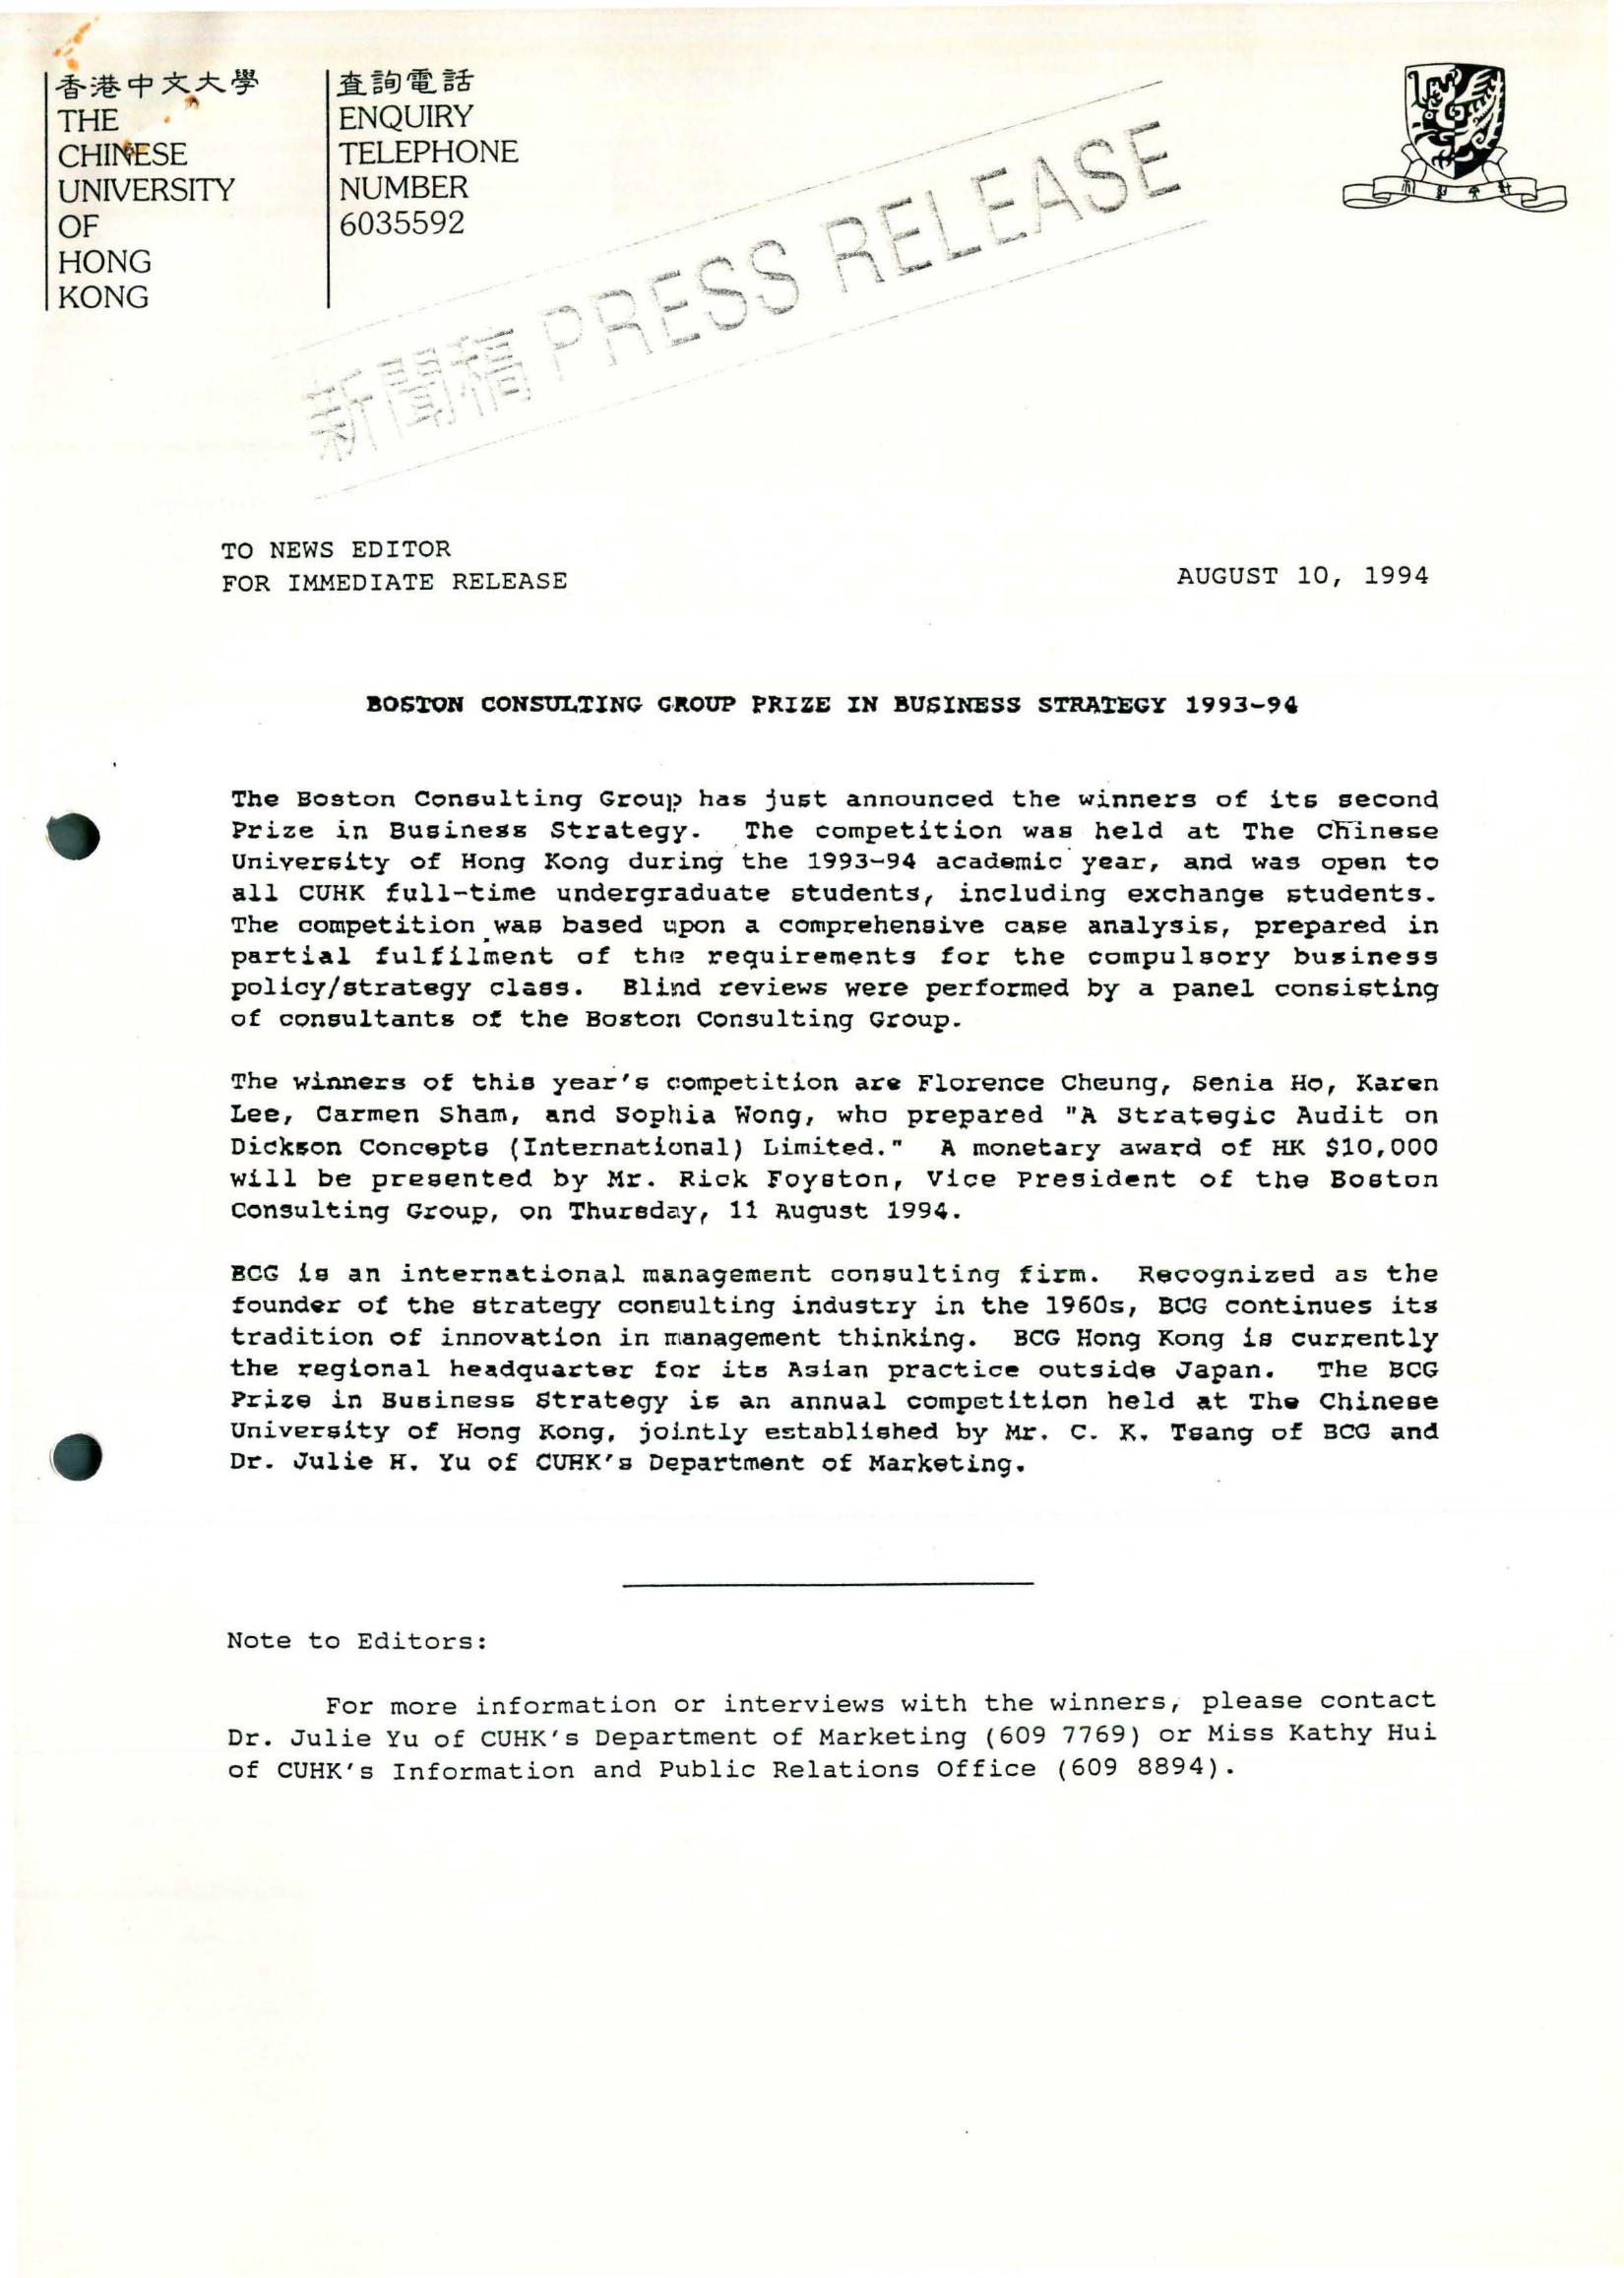 香港中文大學
THE
CHINESE
UNIVERSITY
OF
HONG
KONG
查詢電話
ENQUIRY
TELEPHONE
NUMBER
6035592
新聞稿 PRESS RELEASE
TO NEWS EDITOR
FOR IMMEDIATE RELEASE
AUGUST 10, 1994
BOSTON CONSULTING GROUP PRIZE IN BUSINESS STRATEGY 1993-94
The Boston Consulting Group has just announced the winners of its second
Prize in Business Strategy. The competition was held at The Chinese
University of Hong Kong during the 1993-94 academic year, and was open to
all CUHK full-time undergraduate students, including exchange students.
The competition was based upon a comprehensive case analysis, prepared in
partial fulfilment of the requirements for the compulsory business
policy/strategy class. Blind reviews were performed by a panel consisting
of consultants of the Boston Consulting Group.
The winners of this year's competition are Florence Cheung, Senia Ho, Karen
Lee, Carmen Sham, and Sophia Wong, who prepared "A Strategic Audit on
Dickson Concepts (International) Limited." A monetary award of HK $10,000
will be presented by Mr. Rick Foyston, Vice President of the Boston
Consulting Group, on Thursday, 11 August 1994.
BCG is an international management consulting firm. Recognized as the
founder of the strategy consulting industry in the 1960s, BCG continues its
tradition of innovation in management thinking. BCG Hong Kong is currently
the regional headquarter for its Asian practice outside Japan. The BCG
Prize in Business Strategy is an annual competition held at The Chinese
University of Hong Kong, jointly established by Mr. C. K. Tsang of BCG and
Dr. Julie H. Yu of CUHK's Department of Marketing.
Note to Editors:
For more information or interviews with the winners, please contact
Dr. Julie Yu of CUHK's Department of Marketing (609 7769) or Miss Kathy Hui
of CUHK's Information and Public Relations Office (609 8894).